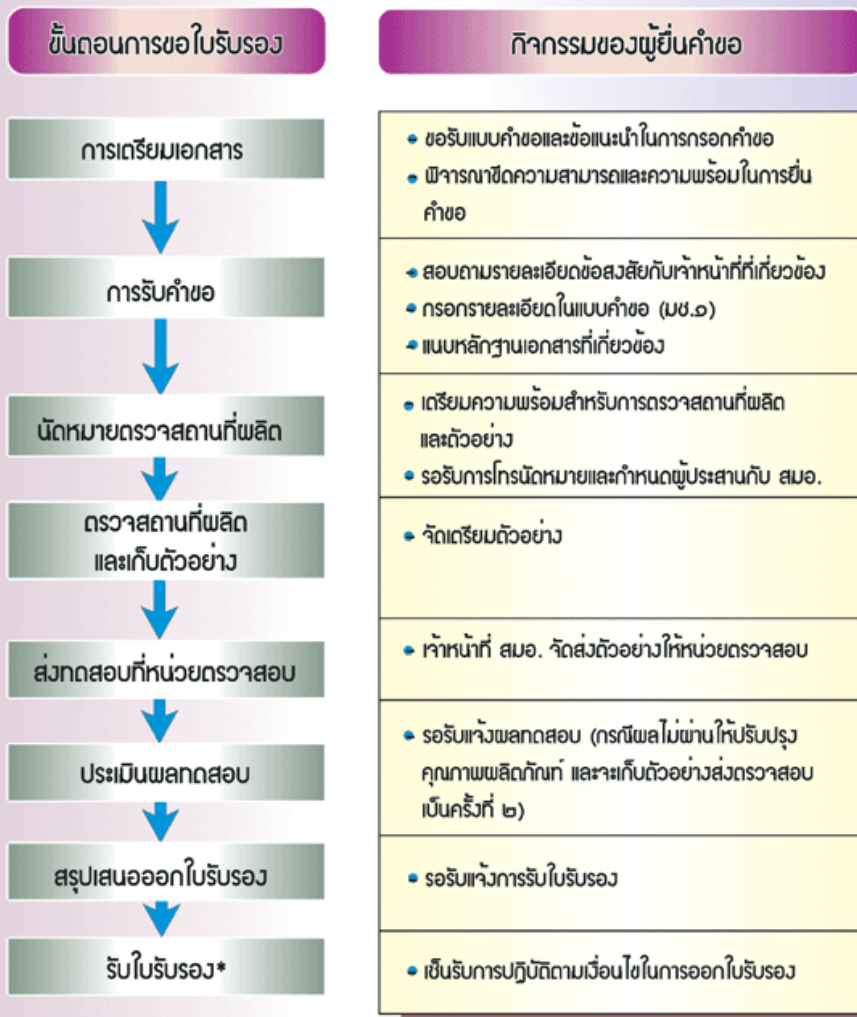 ขั้นตอนการขอใบรับรอง
กิจกรรมของผู้ยื่นคำขอ
การเตรียมเอกสาร
• ขอรับแบบคำขอและข้อแนะนำในการกรอกคำขอ
• พิจารณาขีดความสามารถและความพร้อมในการยื่น
คำขอ
การรับคำขอ
• สอบถามรายละเอียดข้อสงสัยกับเจ้าหน้าที่ที่เกี่ยวข้อง
• กรอกรายละเอียดในแบบคำขอ (มช.๑)
• แนบหลักฐานเอกสารที่เกี่ยวข้อง
นัดหมายตรวจสถานที่ผลิต
• เตรียมความพร้อมสำหรับการตรวจสถานที่ผลิต
และตัวอย่าง
• รอรับการโทรนัดหมายและกำหนดผู้ประสานกับ สมอ.
ตรวจสถานที่ผลิต
และเก็บตัวอย่าง
• จัดเตรียมตัวอย่าง
ส่งทดสอบที่หน่วยตรวจสอบ
• เจ้าหน้าที่ สมอ. จัดส่งตัวอย่างให้หน่วยตรวจสอบ
ประเมินผลทดสอบ
• รอรับแจ้งผลทดสอบ (กรณีผลไม่ผ่านให้ปรับปรุง
คุณภาพผลิตภัณฑ์ และจะเก็บตัวอย่างส่งตรวจสอบ
เป็นครั้งที่ ๒)
สรุปเสนอออกใบรับรอง
• รอรับแจ้งการรับใบรับรอง
รับใบรับรอง*
• เซ็นรับการปฏิบัติตามเงื่อนไขในการออกใบรับรอง